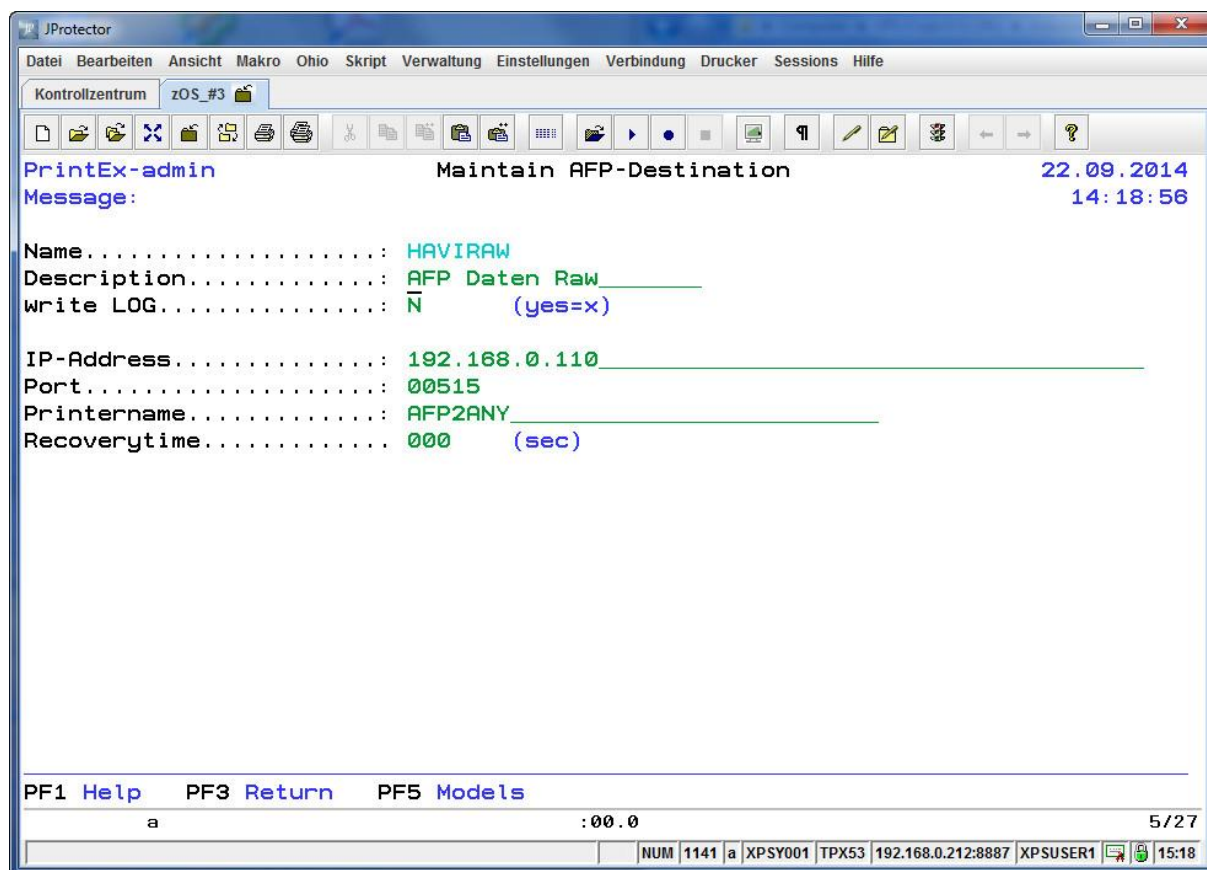 JProtector
Datei Bearbeiten Ansicht Makro Ohio Skript Verwaltung Einstellungen Verbindung Drucker Sessions Hilfe
Kontrollzentrum zOS_#3
PrintEx-admin Maintain AFP-Destination 22.09.2014
Message: 14:18:56
Name.....................: HAVIRAW
Description..............: AFP Daten Raw________
Write LOG................: N (yes=x)
IP-Address...............: 192.168.0.110_____________________________________
Port.....................: 00515
Printername..............: AFP2ANY_________________________
Recoverytime.............. 000 (sec)
PF1 Help PF3 Return PF5 Models
a :00.0 5/27
NUM 1141 a XPSY001 TPX53 192.168.0.212:8887 XPSUSER1 15:18